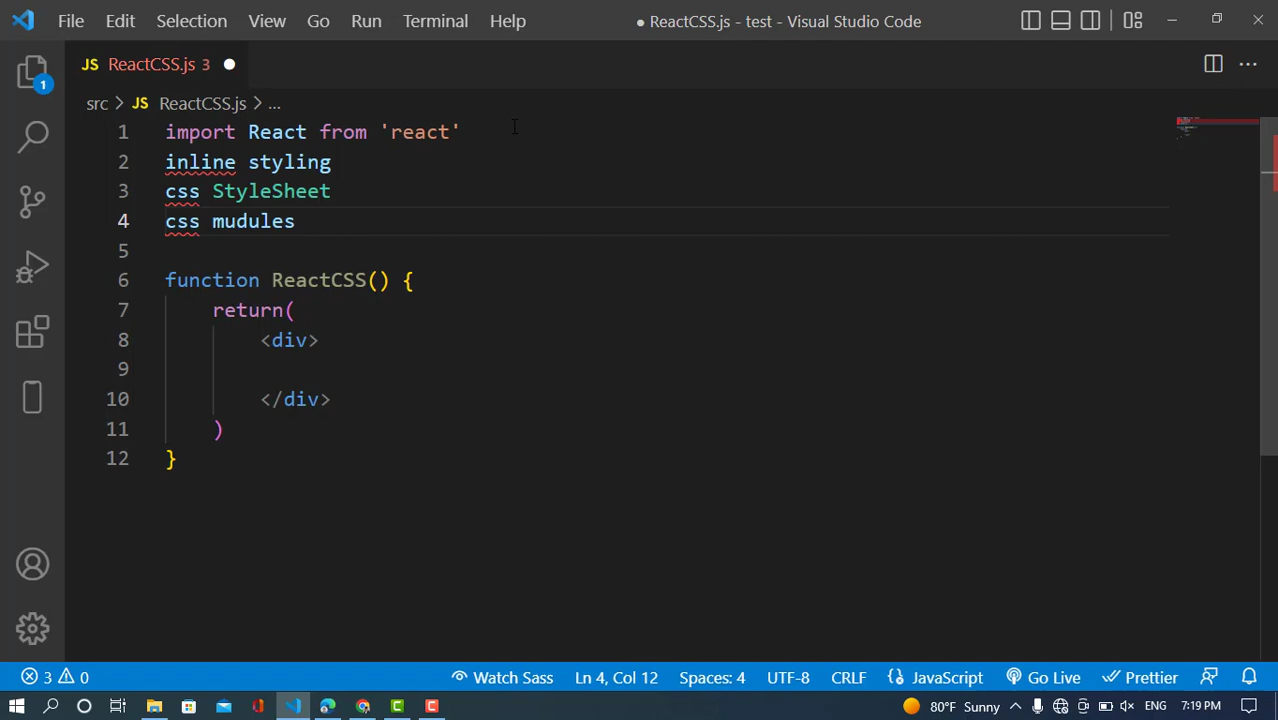 File Edit Selection View Go Run Terminal Help ● ReactCSS.js - test - Visual Studio Code
JS ReactCSS.js 3
src > JS ReactCSS.js > ...
1 import React from 'react'
2 inline styling
3 css StyleSheet
4 css mudules
5
6 function ReactCSS() {
7 return(
8 <div>
9
10 </div>
11 )
12 }
1
3 0 Watch Sass Ln 4, Col 12 Spaces: 4 UTF-8 CRLF JavaScript Go Live Prettier
80°F Sunny ENG 7:19 PM